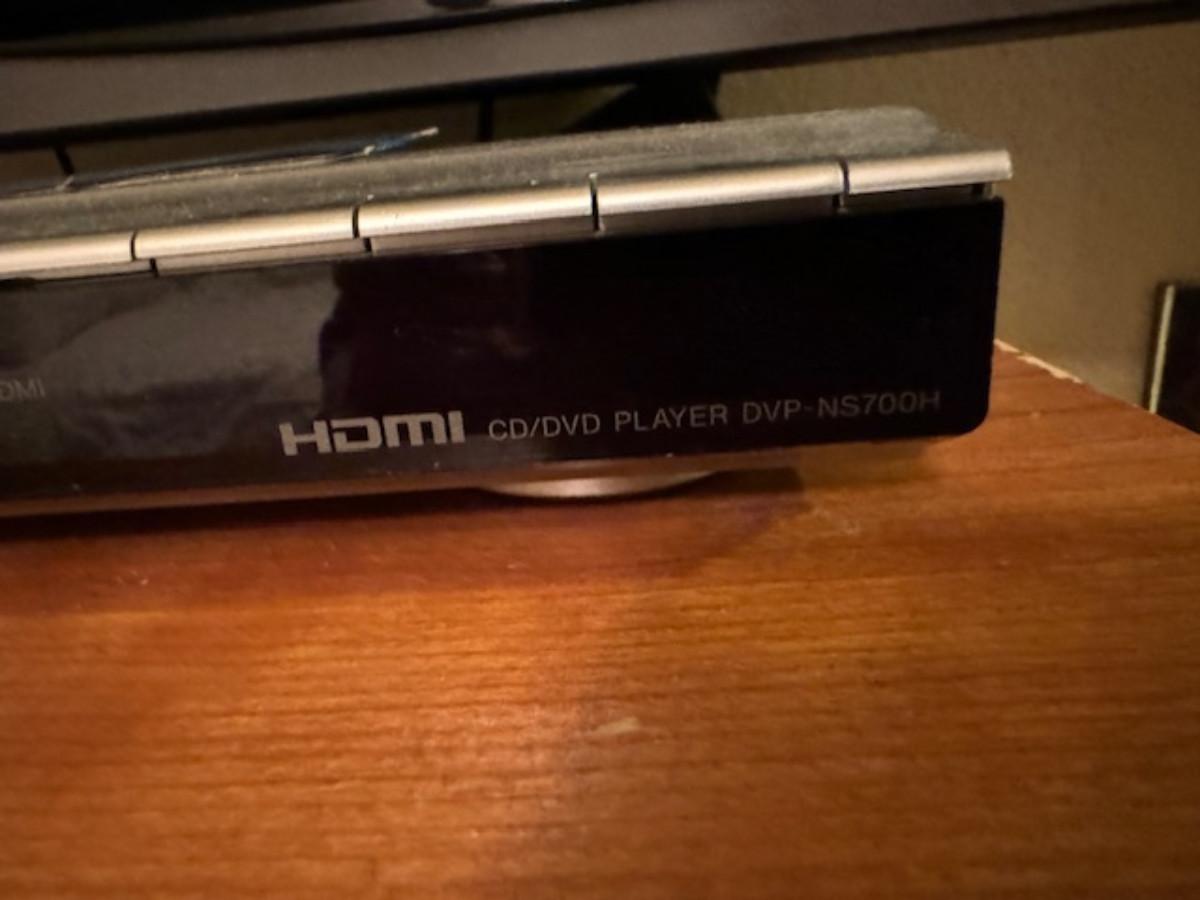 HDMI CD/DVD PLAYER DVP-NS700H